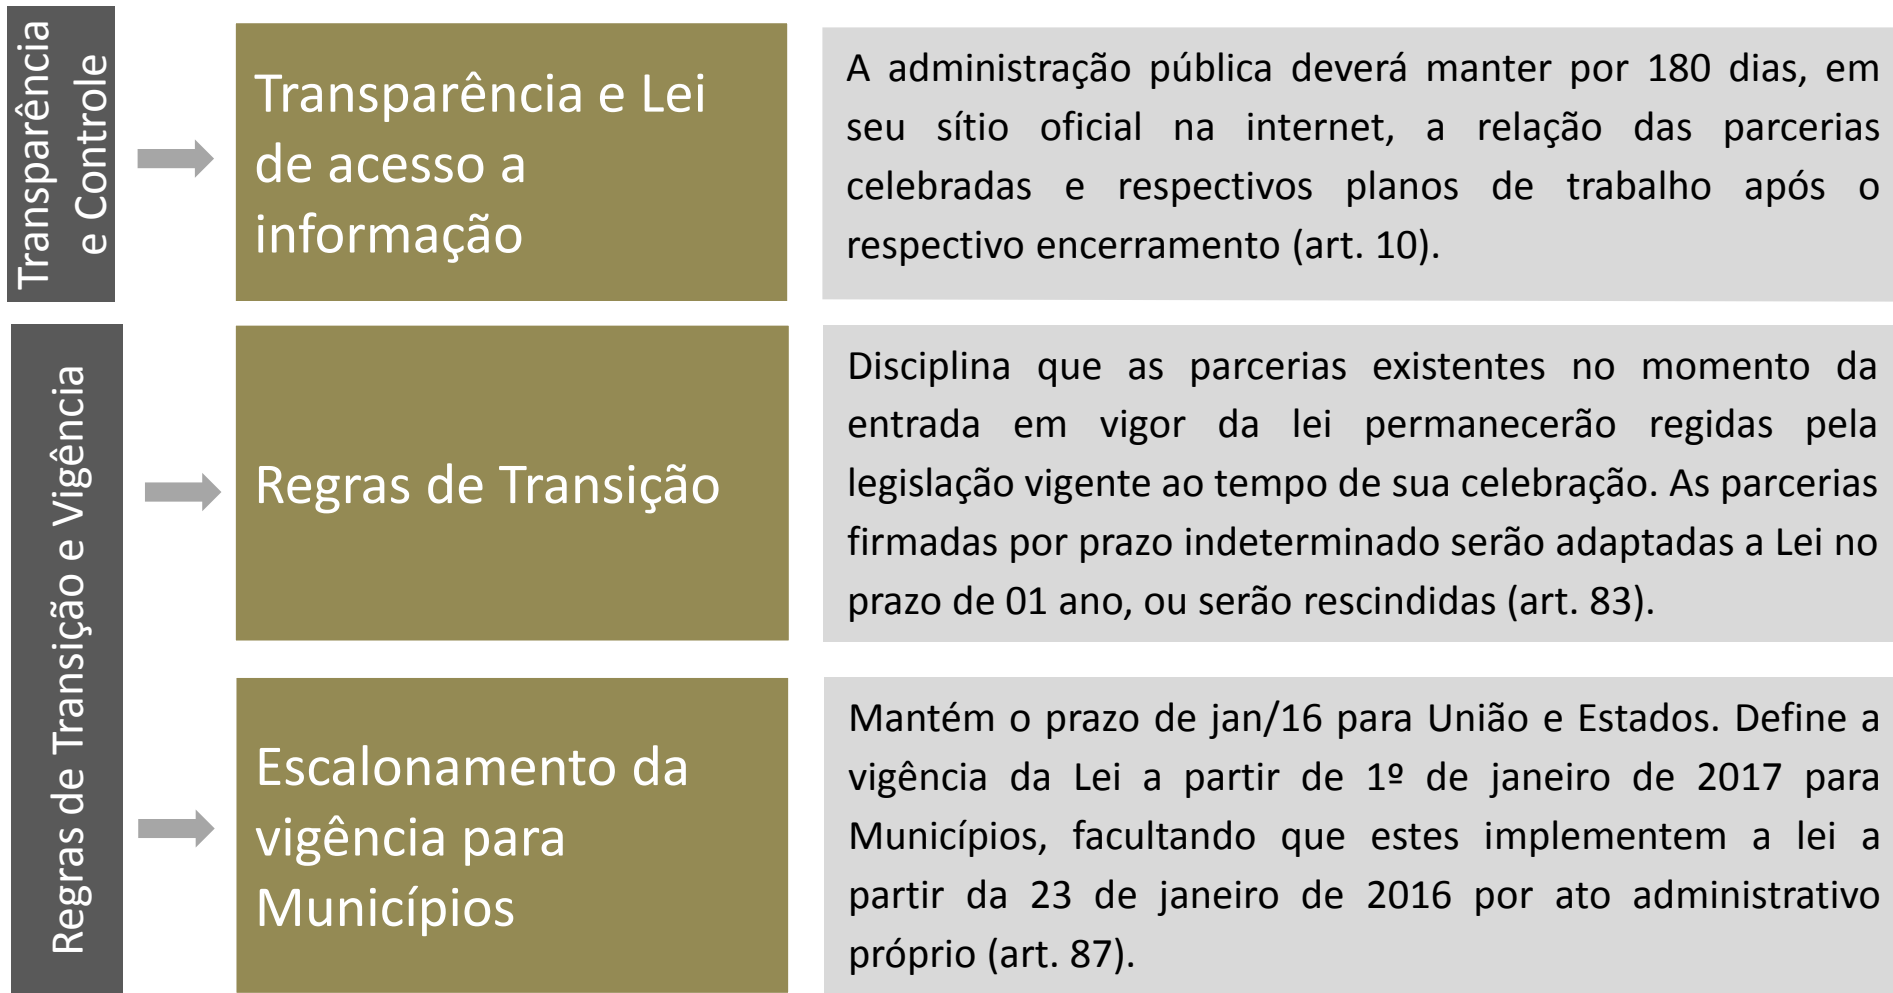 Transparência
e Controle
Transparência e Lei
de acesso a
informação
A administração pública deverá manter por 180 dias, em
seu sítio oficial na internet, a relação das parcerias
celebradas e respectivos planos de trabalho após o
respectivo encerramento (art. 10).
Regras de Transição e Vigência
Regras de Transição
Disciplina que as parcerias existentes no momento da
entrada em vigor da lei permanecerão regidas pela
legislação vigente ao tempo de sua celebração. As parcerias
firmadas por prazo indeterminado serão adaptadas a Lei no
prazo de 01 ano, ou serão rescindidas (art. 83).
Escalonamento da
vigência para
Municípios
Mantém o prazo de jan/16 para União e Estados. Define a
vigência da Lei a partir de 1º de janeiro de 2017 para
Municípios, facultando que estes implementem a lei a
partir da 23 de janeiro de 2016 por ato administrativo
próprio (art. 87).